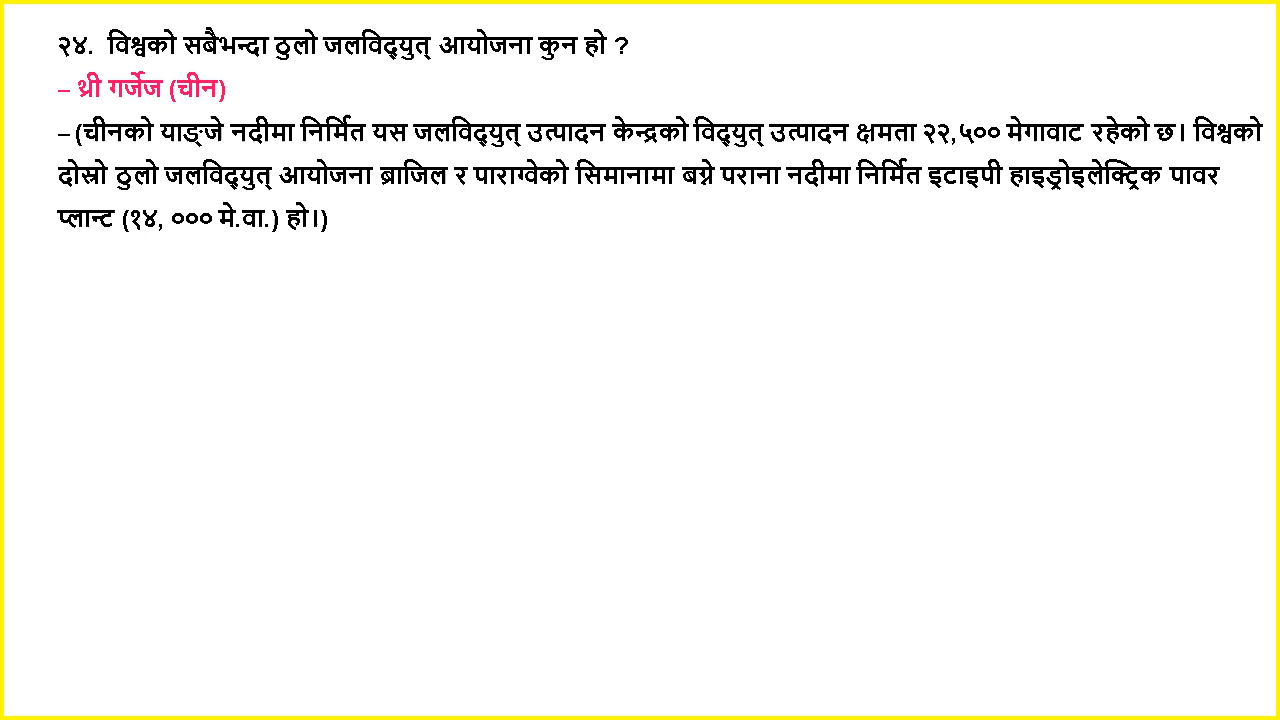 २४.  विश्वको सबैभन्दा ठुलो जलविद्युत् आयोजना कुन हो ?
– थ्री गर्जेज (चीन)
– (चीनको याङ्जे नदीमा निर्मित यस जलविद्युत् उत्पादन केन्द्रको विद्युत् उत्पादन क्षमता २२,५०० मेगावाट रहेको छ। विश्वको
दोस्रो ठुलो जलविद्युत् आयोजना ब्राजिल र पाराग्वेको सिमानामा बग्ने पराना नदीमा निर्मित इटाइपी हाइड्रोइलेक्ट्रिक पावर
प्लान्ट (१४, ००० मे.वा.) हो।)